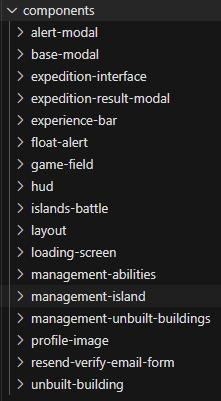 components
alert-modal
base-modal
expedition-interface
expedition-result-modal
experience-bar
float-alert
game-field
hud
islands-battle
layout
loading-screen
management-abilities
management-island
management-unbuilt-buildings
profile-image
resend-verify-email-form
unbuilt-building